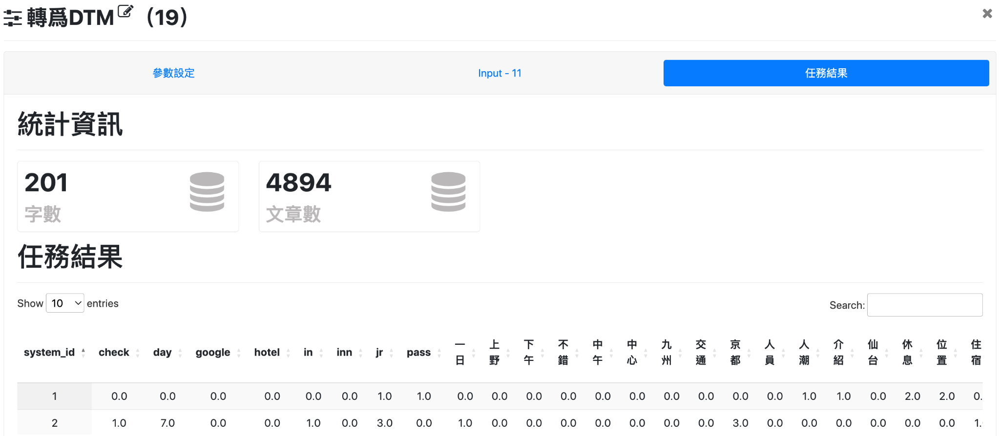 轉爲DTM (19)
參數設定 Input - 11 任務結果
統計資訊
201 4894
字數 文章數
任務結果
Show 10 entries Search:
system_id check day google hotel in inn jr pass 一日 上野 下午 不錯 中午 中心 九州 交通 京都 人員 人潮 介紹 仙台 休息 位置 住宿
1 0.0 0.0 0.0 0.0 0.0 0.0 1.0 1.0 0.0 0.0 0.0 0.0 0.0 0.0 0.0 0.0 0.0 0.0 1.0 1.0 0.0 2.0 2.0 0.
2 1.0 7.0 0.0 0.0 1.0 0.0 3.0 0.0 1.0 0.0 0.0 0.0 0.0 0.0 0.0 0.0 3.0 0.0 0.0 0.0 0.0 0.0 0.0 1.